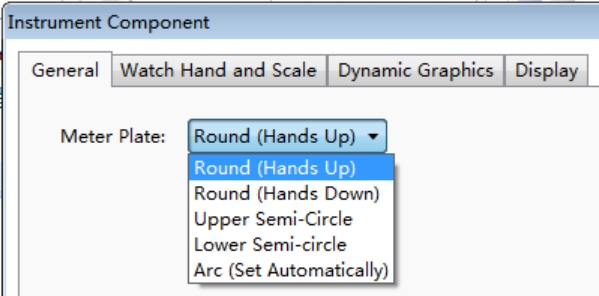 Instrument Component
General Watch Hand and Scale Dynamic Graphics Display
Meter Plate: Round (Hands Up)
Round (Hands Up)
Round (Hands Down)
Upper Semi-Circle
Lower Semi-circle
Arc (Set Automatically)